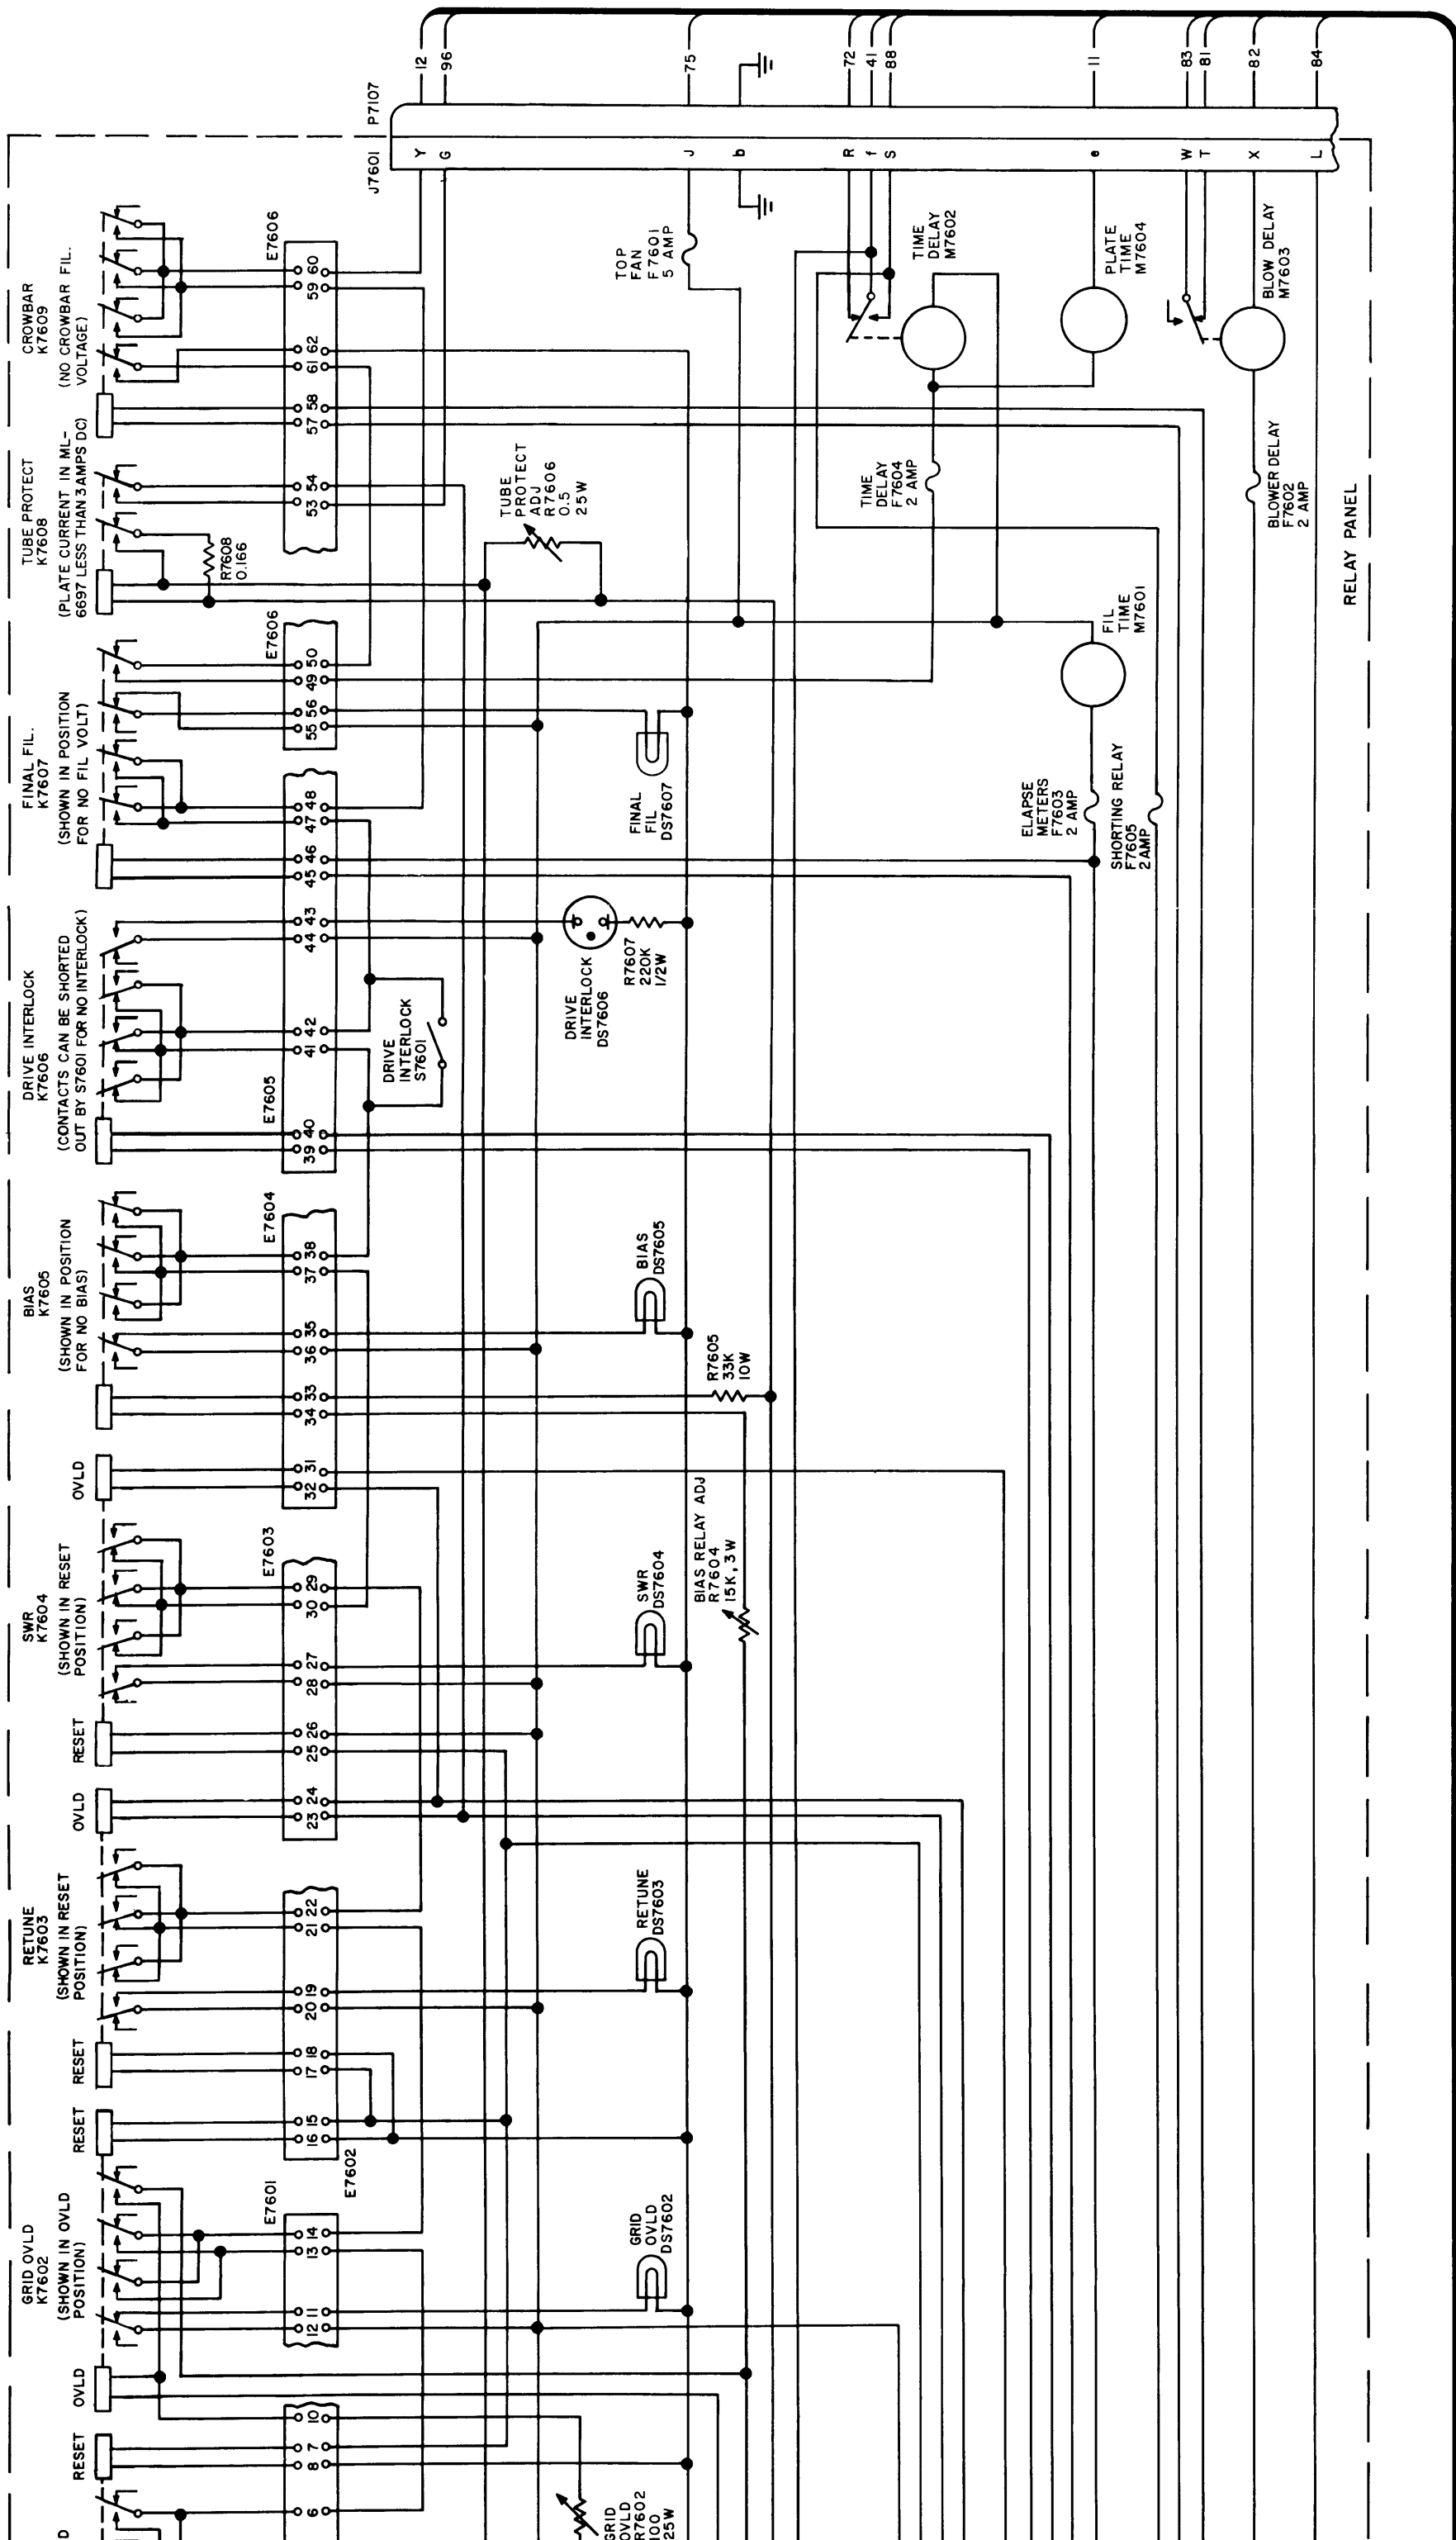 12
96
75
72
41
88
11
83
81
82
84
J7601
P7107
Y
G
J
b
R
f
S
e
W
T
X
L
CROWBAR
K7609
(NO CROWBAR FIL.
VOLTAGE)
E7606
60
59
62
61
58
57
54
53
TOP
FAN
F7601
5 AMP
TIME
DELAY
M7602
PLATE
TIME
M7604
BLOW DELAY
M7603
TUBE PROTECT
K7608
(PLATE CURRENT IN ML-
6697 LESS THAN 3 AMPS DC)
R7608
0.166
TUBE
PROTECT
ADJ
R7606
0.5
25W
TIME
DELAY
F7604
2 AMP
BLOWER DELAY
F7602
2 AMP
RELAY PANEL
FINAL FIL.
K7607
(SHOWN IN POSITION
FOR NO FIL VOLT)
E7606
50
49
56
55
48
47
46
45
FINAL
FIL
DS7607
FIL
TIME
M7601
ELAPSE
METERS
F7603
2 AMP
SHORTING RELAY
F7605
2 AMP
DRIVE INTERLOCK
K7606
(CONTACTS CAN BE SHORTED
OUT BY S7601 FOR NO INTERLOCK)
43
44
42
41
E7605
40
39
DRIVE
INTERLOCK
S7601
DRIVE
INTERLOCK
DS7606
R7607
220K
1/2W
BIAS
K7605
(SHOWN IN POSITION
FOR NO BIAS)
E7604
38
37
35
36
33
34
31
32
BIAS
DS7605
R7605
33K
10W
OVLD
SWR
K7604
(SHOWN IN RESET
POSITION)
RESET
E7603
29
30
27
28
26
25
24
23
SWR
DS7604
BIAS RELAY ADJ
R7604
15K, 3W
OVLD
RETUNE
K7603
(SHOWN IN RESET
POSITION)
RESET
22
21
19
20
18
17
15
16
E7602
RETUNE
DS7603
RESET
GRID OVLD
K7602
(SHOWN IN OVLD
POSITION)
OVLD
E7601
14
13
11
12
GRID
OVLD
DS7602
RESET
10
7
8
6
GRID
OVLD
R7602
100
25W
D